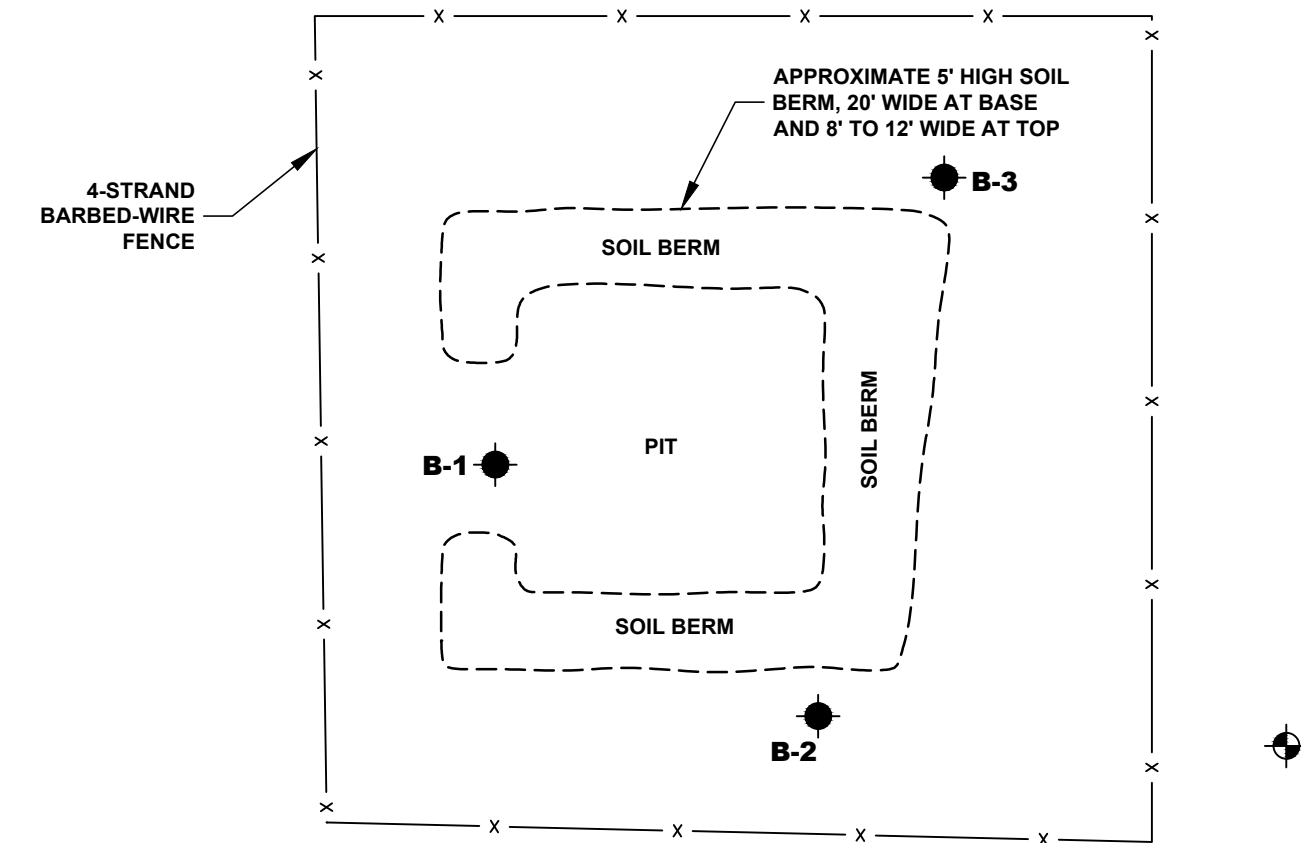 APPROXIMATE 5' HIGH SOIL
BERM, 20' WIDE AT BASE
AND 8' TO 12' WIDE AT TOP
4-STRAND
BARBED-WIRE
FENCE
B-3
SOIL BERM
SOIL BERM
B-1
PIT
SOIL BERM
B-2